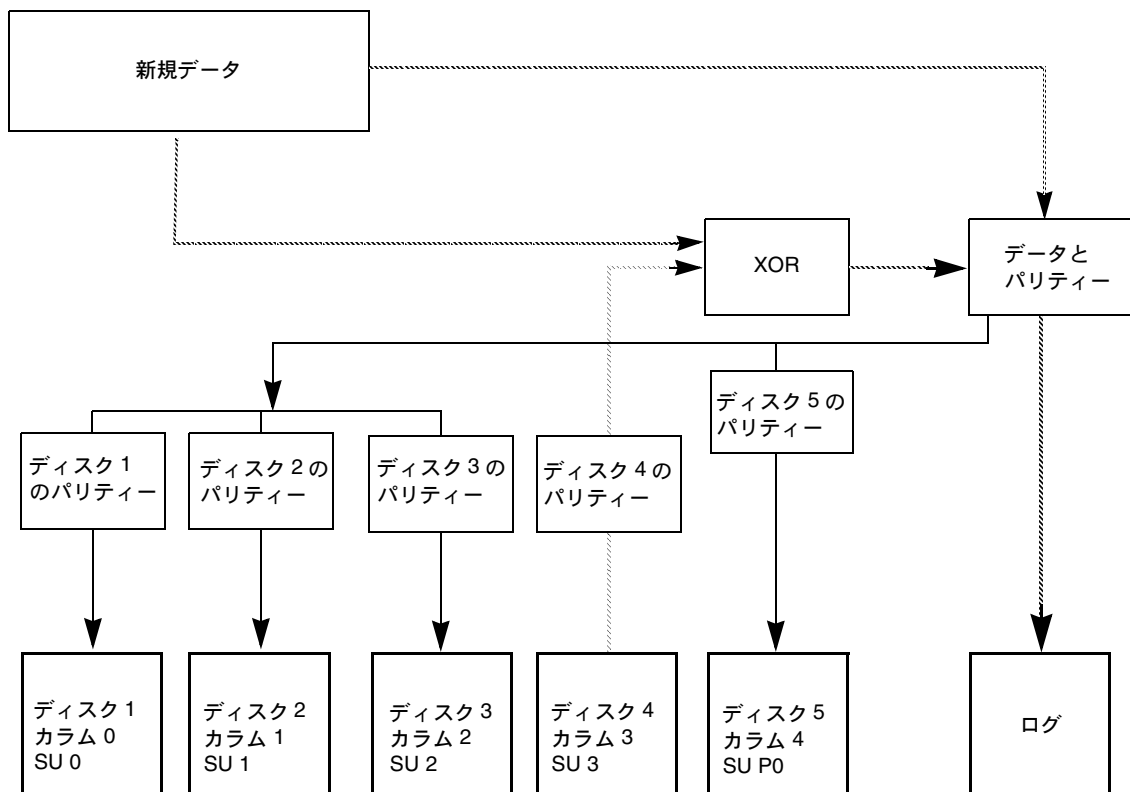 新規データ
XOR
データと
パリティー
ディスク 5 の
パリティー
ディスク 1
のパリティー
ディスク 2 の
パリティー
ディスク 3 の
パリティー
ディスク 4 の
パリティー
ディスク 1
カラム 0
SU 0
ディスク 2
カラム 1
SU 1
ディスク 3
カラム 2
SU 2
ディスク 4
カラム 3
SU 3
ディスク 5
カラム 4
SU P0
ログ